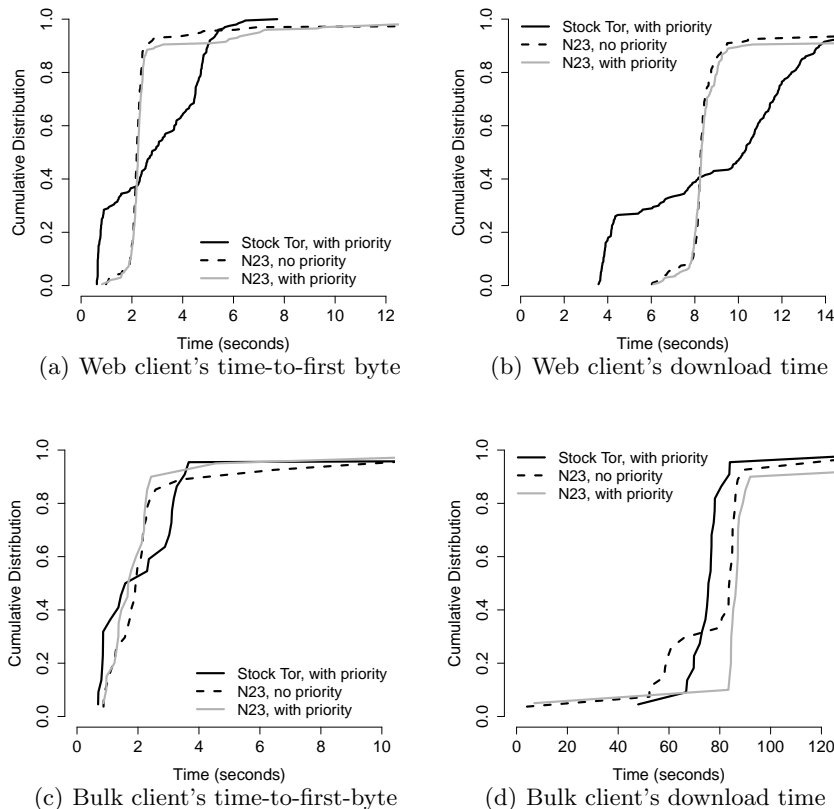 Cumulative Distribution
1.0
0.8
0.6
0.4
0.2
0.0
Stock Tor, with priority
N23, no priority
N23, with priority
0 2 4 6 8 10 12
Time (seconds)
(a) Web client's time-to-first byte
Cumulative Distribution
1.0
0.8
0.6
0.4
0.2
0.0
Stock Tor, with priority
N23, no priority
N23, with priority
0 2 4 6 8 10 12 14
Time (seconds)
(b) Web client's download time
Cumulative Distribution
1.0
0.8
0.6
0.4
0.2
0.0
Stock Tor, with priority
N23, no priority
N23, with priority
0 2 4 6 8 10
Time (seconds)
(c) Bulk client's time-to-first-byte
Cumulative Distribution
1.0
0.8
0.6
0.4
0.2
0.0
Stock Tor, with priority
N23, no priority
N23, with priority
0 20 40 60 80 100 120
Time (seconds)
(d) Bulk client's download time